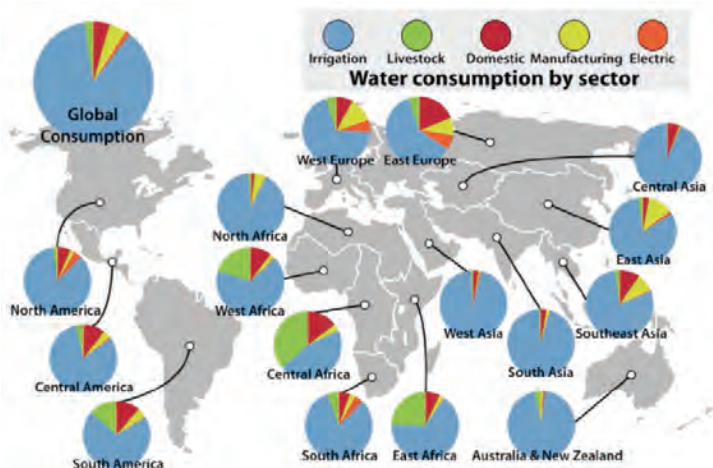 Irrigation Livestock Domestic Manufacturing Electric
Water consumption by sector
Global
Consumption
West Europe
East Europe
Central Asia
North Africa
East Asia
North America
West Africa
West Asia
Southeast Asia
Central America
Central Africa
South Asia
South America
South Africa
East Africa
Australia & New Zealand